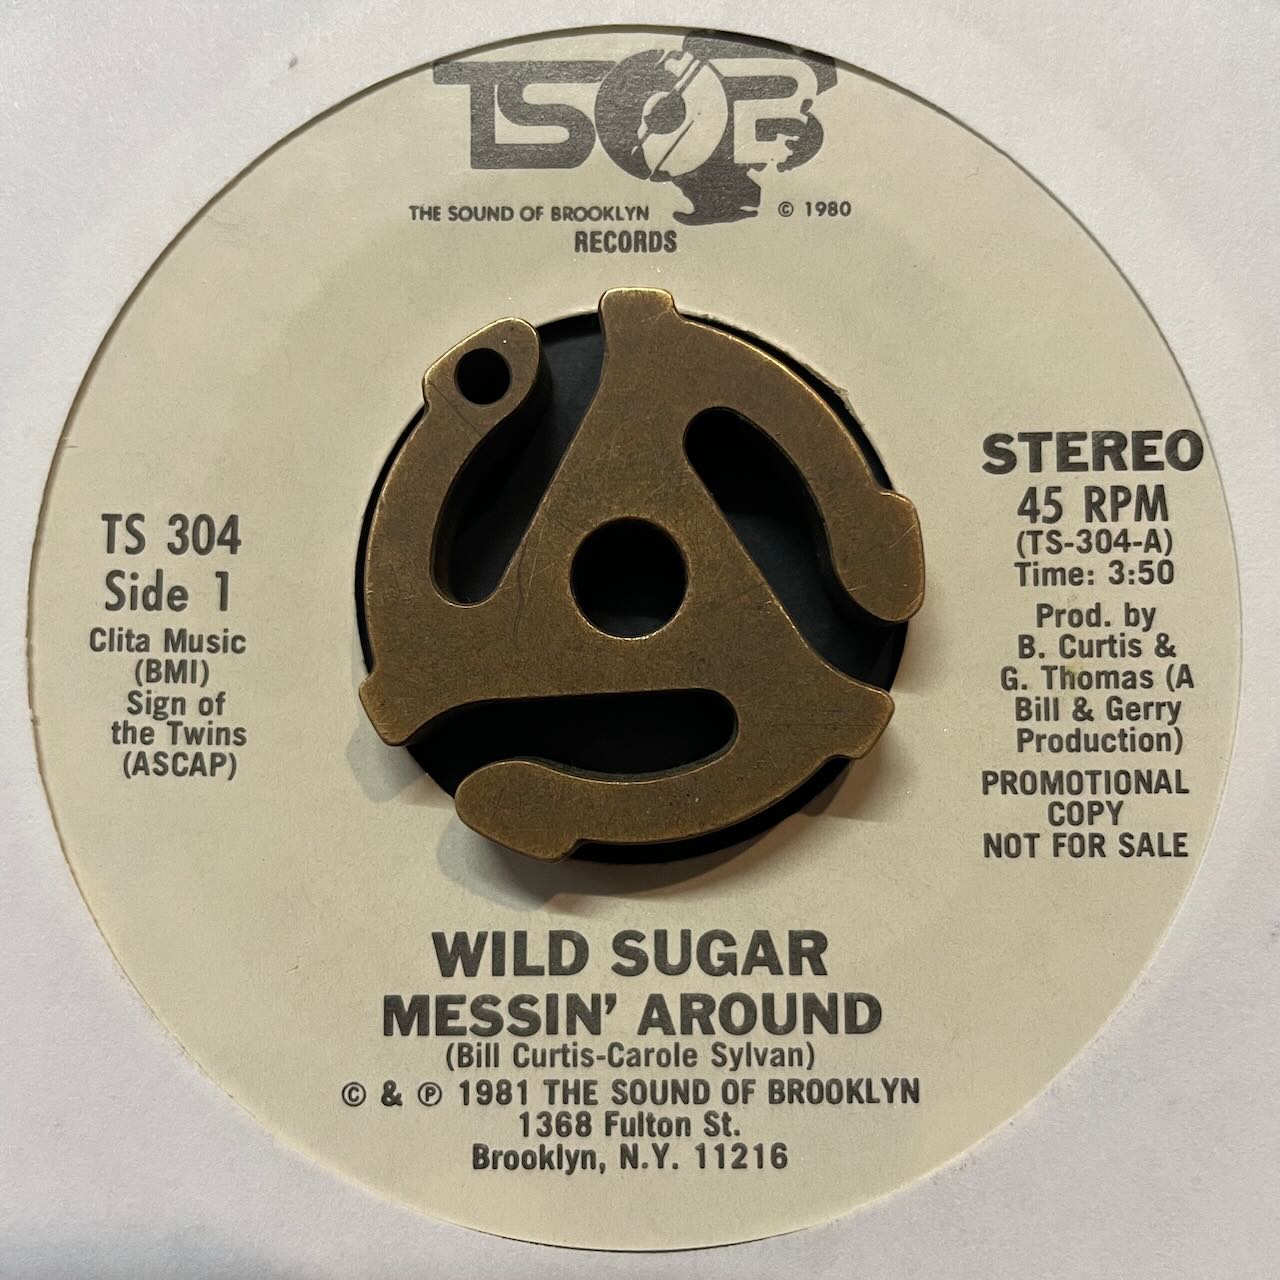 TSOB
THE SOUND OF BROOKLYN © 1980
RECORDS
TS 304
Side 1
Clita Music
(BMI)
Sign of
the Twins
(ASCAP)
STEREO
45 RPM
(TS-304-A)
Time: 3:50
Prod. by
B. Curtis &
G. Thomas (A
Bill & Gerry
Production)
PROMOTIONAL
COPY
NOT FOR SALE
WILD SUGAR
MESSIN' AROUND
(Bill Curtis-Carole Sylvan)
© & ℗ 1981 THE SOUND OF BROOKLYN
1368 Fulton St.
Brooklyn, N.Y. 11216